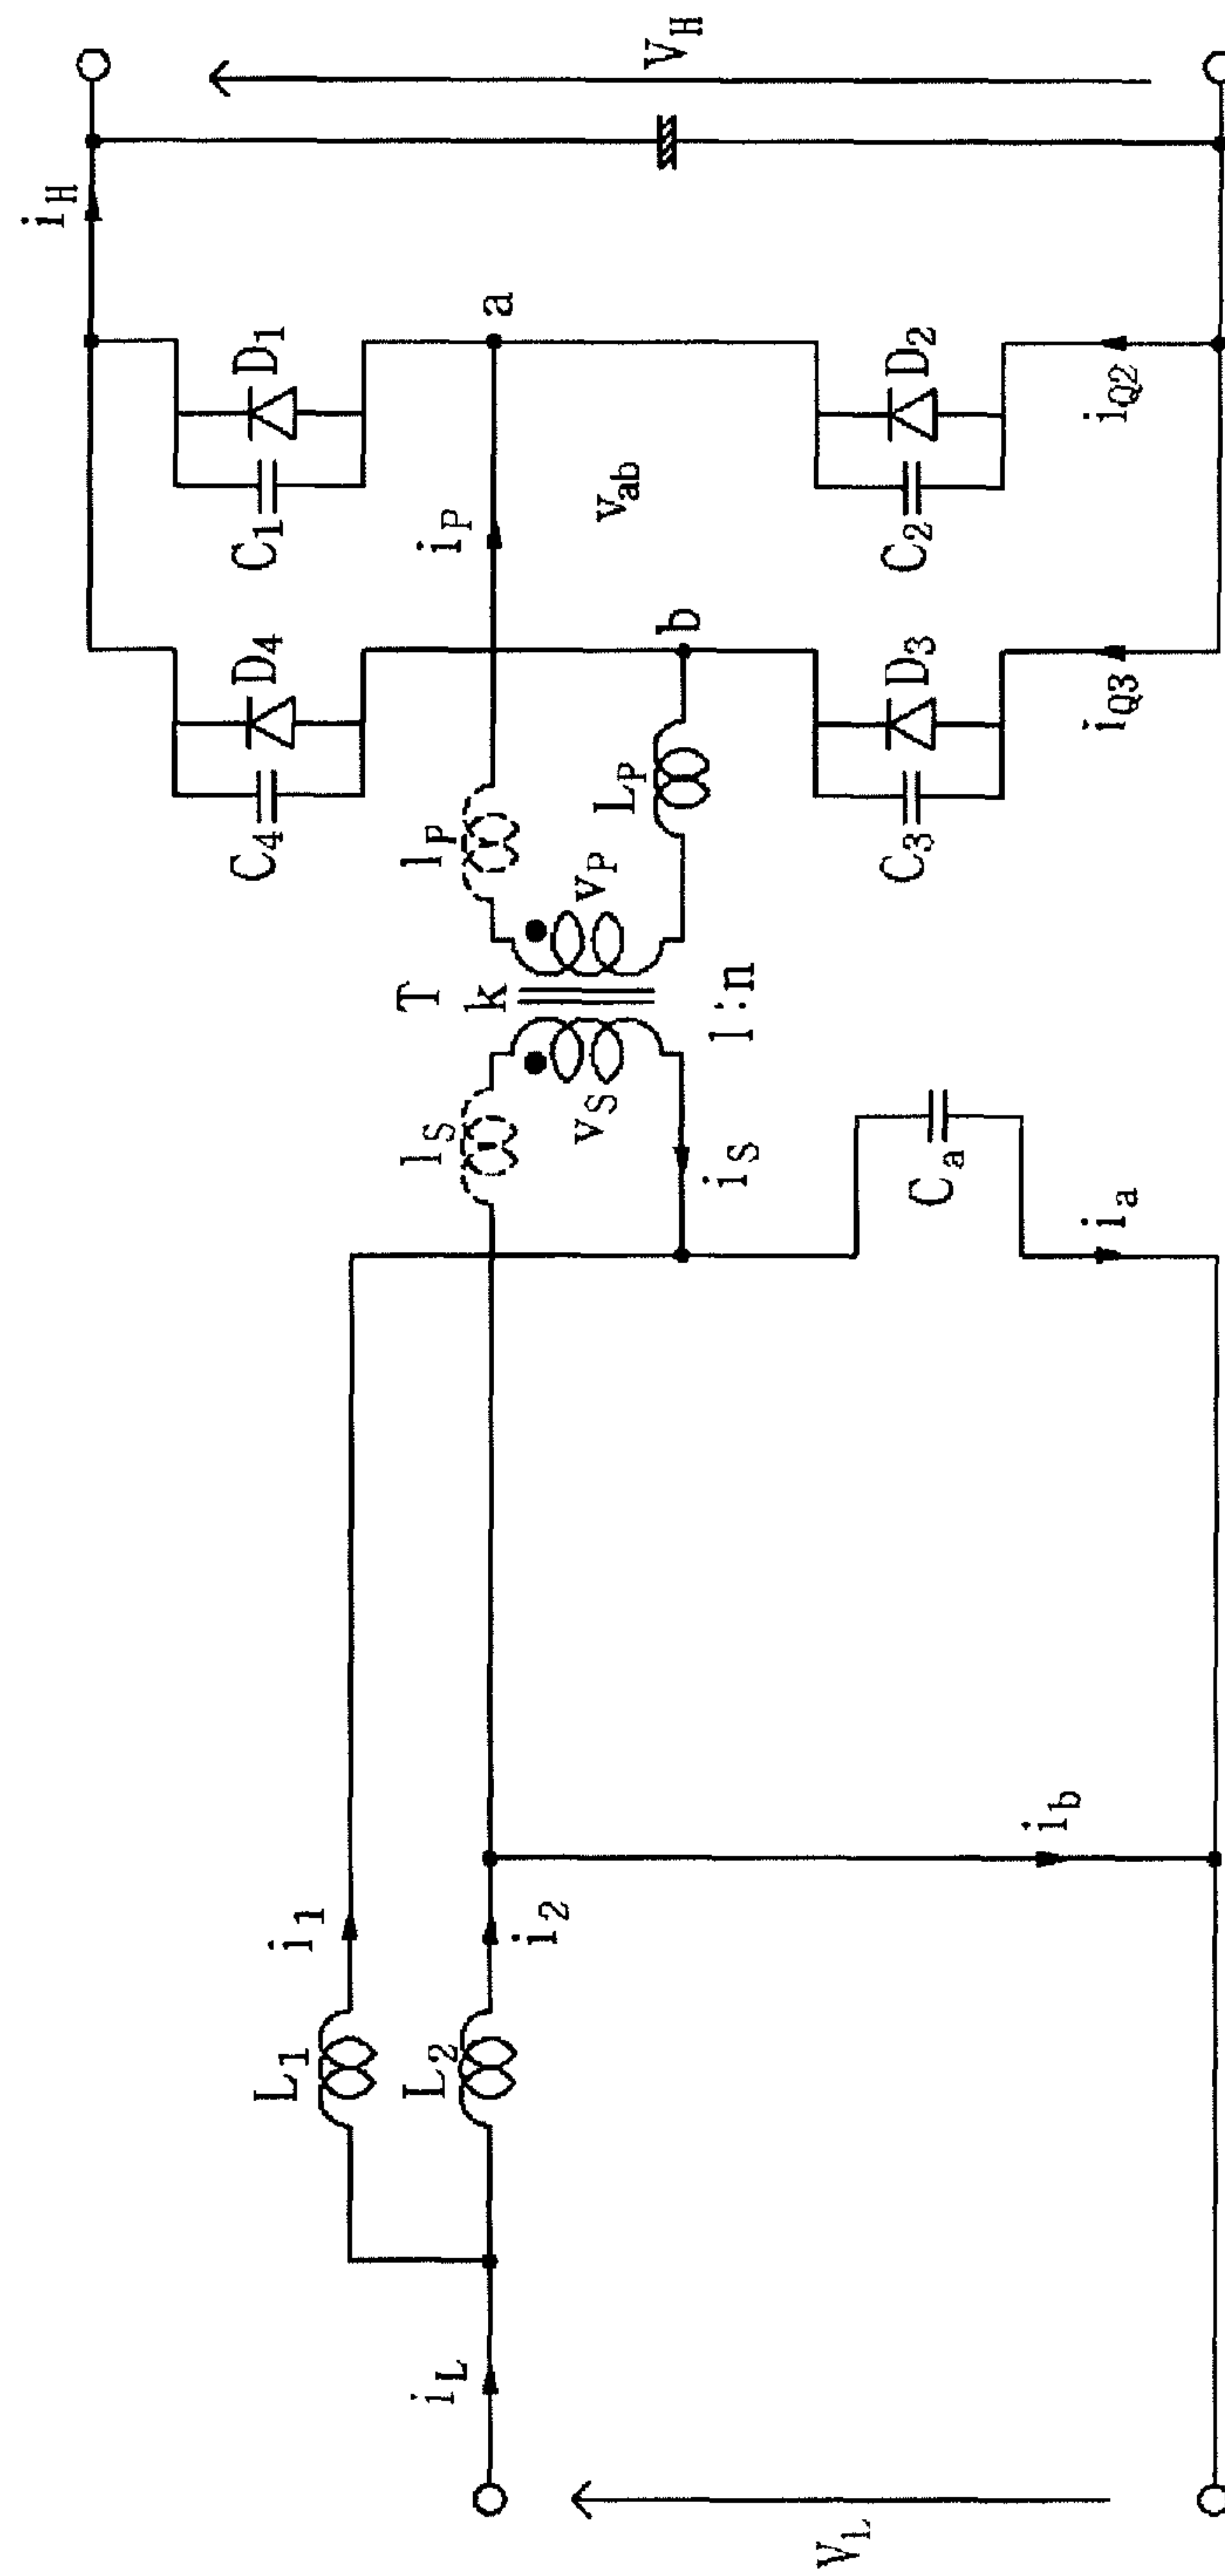 i_H
V_H
C_4
D_4
C_1
D_1
i_P
a
l_P
L_P
b
v_ab
v_P
T
k
1:n
l_S
v_S
i_S
C_3
D_3
C_2
D_2
i_Q3
i_Q2
C_a
i_a
L_1
i_1
L_2
i_2
i_b
i_L
V_L